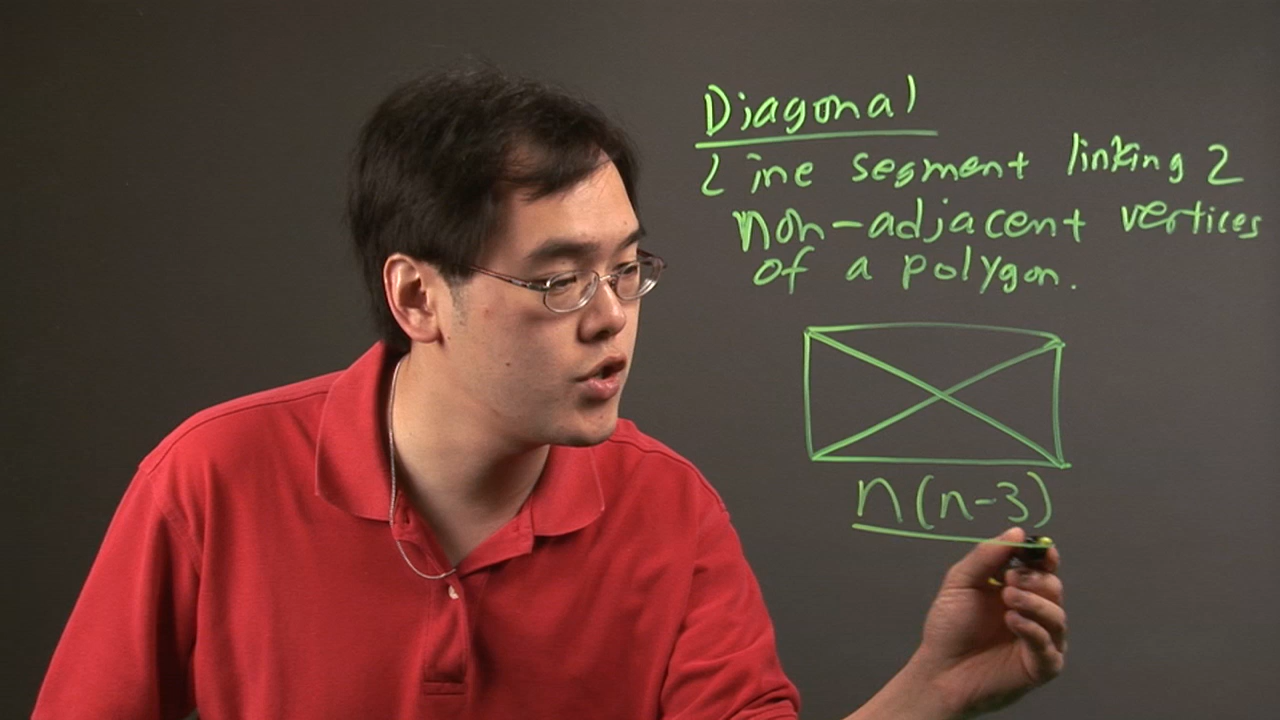 Diagonal
Line segment linking 2
non-adjacent vertices
of a polygon.
n(n-3)